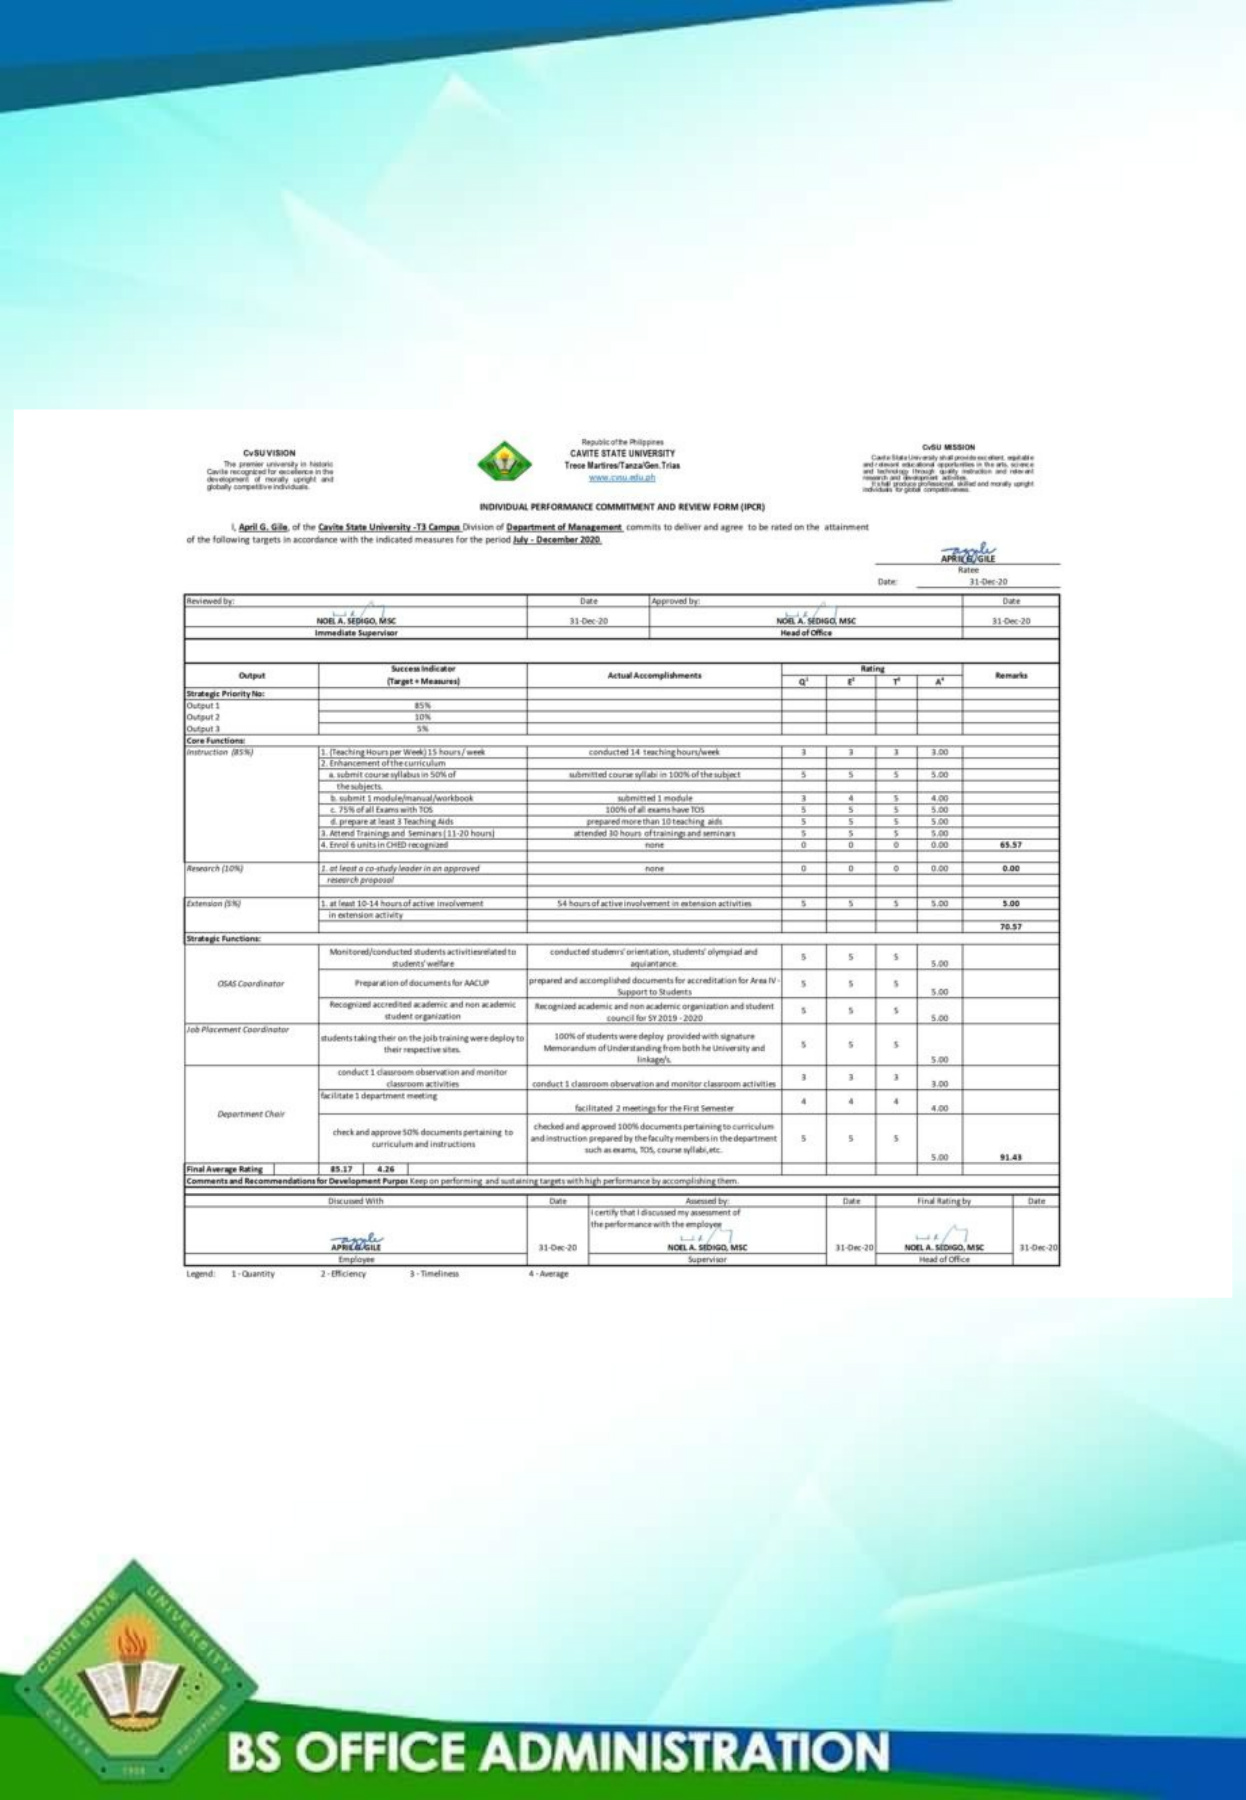 CvSU VISION
The premier university in historic
Cavite recognized for excellence in the
development of morally upright and
globally competitive individuals.
Republic of the Philippines
CAVITE STATE UNIVERSITY
Trece Martires/Tanza/Gen. Trias
www.cvsu.edu.ph
CvSU MISSION
Cavite State University shall provide excellent, equitable
and relevant educational opportunities in the arts, science
and technology through quality instruction and relevant
research and development activities.
It shall produce professional, skilled and morally upright
individuals for global competitiveness.
INDIVIDUAL PERFORMANCE COMMITMENT AND REVIEW FORM (IPCR)
I, April G. Gile, of the Cavite State University -T3 Campus Division of Department of Management commits to deliver and agree to be rated on the attainment
of the following targets in accordance with the indicated measures for the period July - December 2020.
APRIL G. GILE
Ratee
Date: 31-Dec-20
Reviewed by: Date Approved by: Date
NOEL A. SEDIGO, MSC 31-Dec-20 NOEL A. SEDIGO, MSC 31-Dec-20
Immediate Supervisor Head of Office
Output Success Indicator (Target + Measures) Actual Accomplishments Rating Remarks
Q¹ E² T³ A⁴
Strategic Priority No:
Output 1 85%
Output 2 10%
Output 3 5%
Core Functions:
Instruction (85%) 1. (Teaching Hours per Week) 15 hours / week conducted 14 teaching hours/week 3 3 3 3.00
2. Enhancement of the curriculum
a. submit course syllabus in 50% of submitted course syllabi in 100% of the subject 5 5 5 5.00
the subjects.
b. submit 1 module/manual/workbook submitted 1 module 3 4 5 4.00
c. 75% of all Exams with TOS 100% of all exams have TOS 5 5 5 5.00
d. prepare at least 3 Teaching Aids prepared more than 10 teaching aids 5 5 5 5.00
3. Attend Trainings and Seminars (11-20 hours) attended 30 hours of trainings and seminars 5 5 5 5.00
4. Enrol 6 units in CHED recognized none 0 0 0 0.00 65.57
Research (10%) 1. at least a co-study leader in an approved none 0 0 0 0.00 0.00
research proposal
Extension (5%) 1. at least 10-14 hours of active involvement 54 hours of active involvement in extension activities 5 5 5 5.00 5.00
in extension activity
70.57
Strategic Functions:
OSAS Coordinator
Monitored/conducted students activitiesrelated to students' welfare conducted studenrs' orientation, students' olympiad and aquiantance. 5 5 5 5.00
Preparation of documents for AACUP prepared and accomplished documents for accreditation for Area IV - Support to Students 5 5 5 5.00
Recognized accredited academic and non academic student organization Recognized academic and non academic organization and student council for SY 2019 - 2020 5 5 5 5.00
Job Placement Coordinator
students taking their on the joib training were deploy to their respective sites. 100% of students were deploy provided with signature Memorandum of Understanding from both he University and linkage/s. 5 5 5 5.00
Department Chair
conduct 1 classroom observation and monitor classroom activities conduct 1 classroom observation and monitor classroom activities 3 3 3 3.00
facilitate 1 department meeting facilitated 2 meetings for the First Semester 4 4 4 4.00
check and approve 50% documents pertaining to curriculum and instructions checked and approved 100% documents pertaining to curriculum and instruction prepared by the faculty members in the department such as exams, TOS, course syllabi, etc. 5 5 5 5.00 91.43
Final Average Rating 85.17 4.26
Comments and Recommendations for Development Purpos Keep on performing and sustaining targets with high performance by accomplishing them.
Discussed With Date Assessed by: Date Final Rating by Date
I certify that I discussed my assessment of
the performance with the employee
APRIL G. GILE 31-Dec-20 NOEL A. SEDIGO, MSC 31-Dec-20 NOEL A. SEDIGO, MSC 31-Dec-20
Employee Supervisor Head of Office
Legend: 1 - Quantity 2 - Efficiency 3 - Timeliness 4 - Average
CAVITE STATE UNIVERSITY
CAVITE PHILIPPINES
1906
BS OFFICE ADMINISTRATION